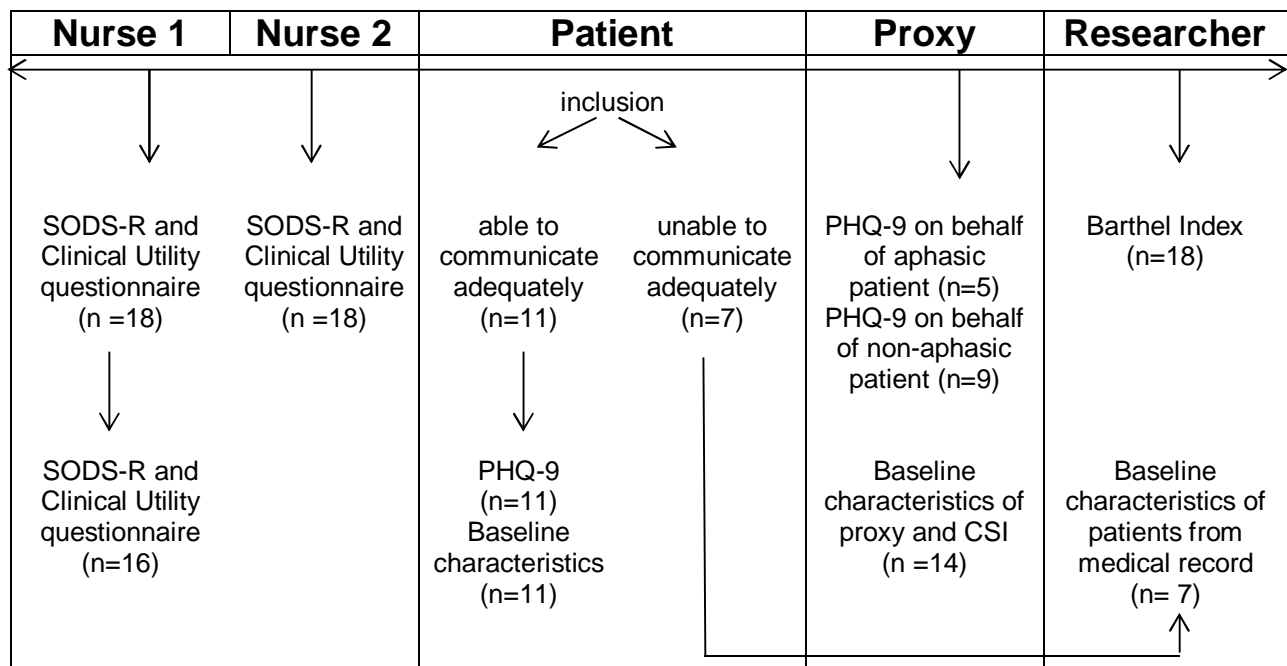 Nurse 1 Nurse 2 Patient Proxy Researcher
inclusion
SODS-R and
Clinical Utility
questionnaire
(n =18)
SODS-R and
Clinical Utility
questionnaire
(n =18)
able to
communicate
adequately
(n=11)
unable to
communicate
adequately
(n=7)
PHQ-9 on behalf
of aphasic
patient (n=5)
PHQ-9 on behalf
of non-aphasic
patient (n=9)
Barthel Index
(n=18)
SODS-R and
Clinical Utility
questionnaire
(n=16)
PHQ-9
(n=11)
Baseline
characteristics
(n=11)
Baseline
characteristics of
proxy and CSI
(n =14)
Baseline
characteristics of
patients from
medical record
(n= 7)